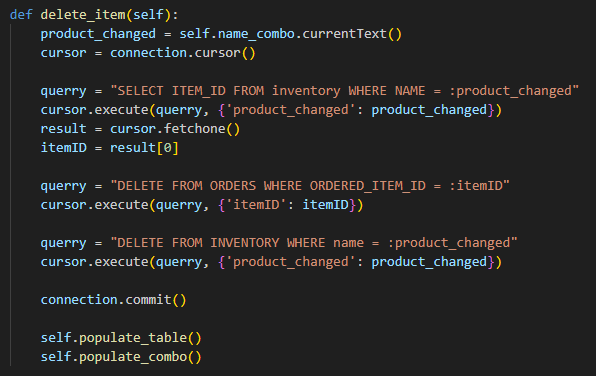 def delete_item(self):
    product_changed = self.name_combo.currentText()
    cursor = connection.cursor()

    querry = "SELECT ITEM_ID FROM inventory WHERE NAME = :product_changed"
    cursor.execute(querry, {'product_changed': product_changed})
    result = cursor.fetchone()
    itemID = result[0]

    querry = "DELETE FROM ORDERS WHERE ORDERED_ITEM_ID = :itemID"
    cursor.execute(querry, {'itemID': itemID})

    querry = "DELETE FROM INVENTORY WHERE name = :product_changed"
    cursor.execute(querry, {'product_changed': product_changed})

    connection.commit()

    self.populate_table()
    self.populate_combo()